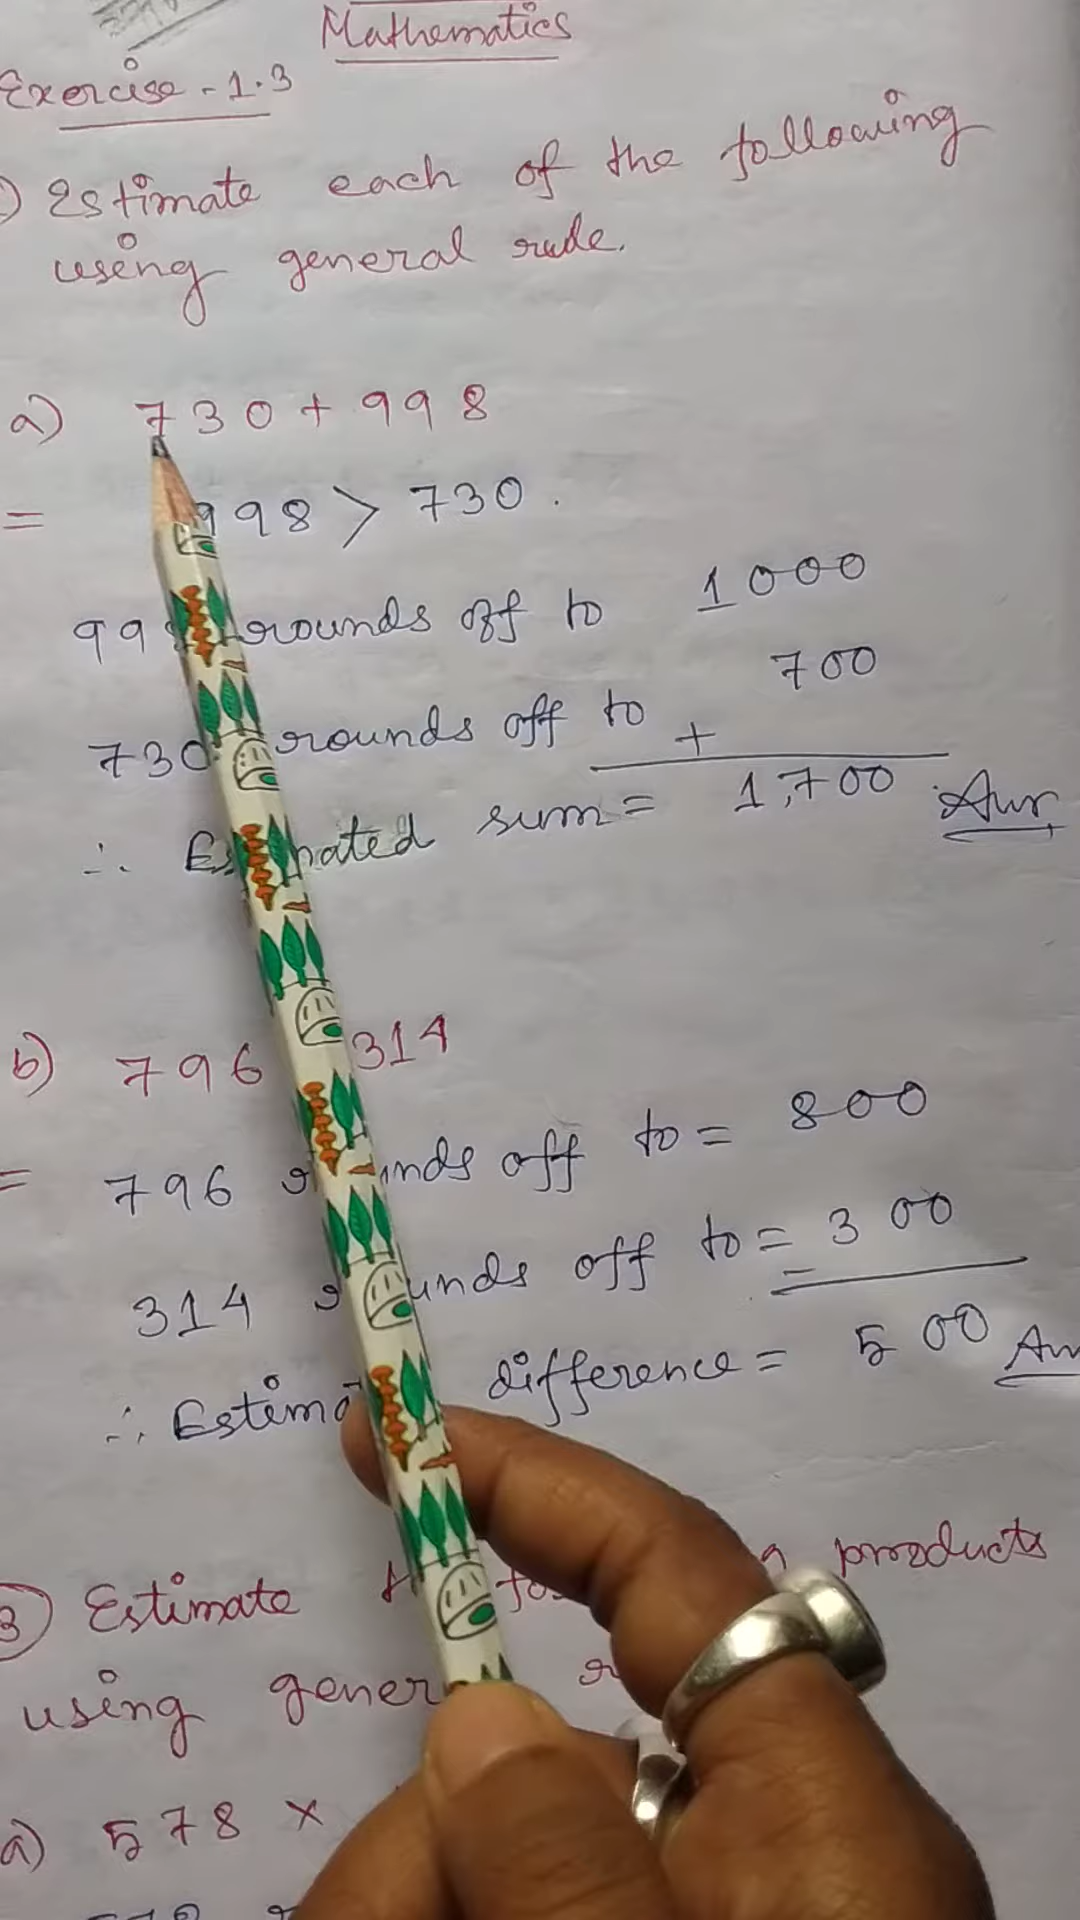 Mathematics
Exercise - 1.3
Estimate each of the following
useng general rule.
a) 730 + 998
= 998 > 730.
rounds off to 1000
730 rounds off to + 700
∴ sum = 1,700 Ans
b) 796 314
= 796 off to = 800
314 off to = - 300
∴ difference = 500
3) Estimate products
using
a) 578 ×